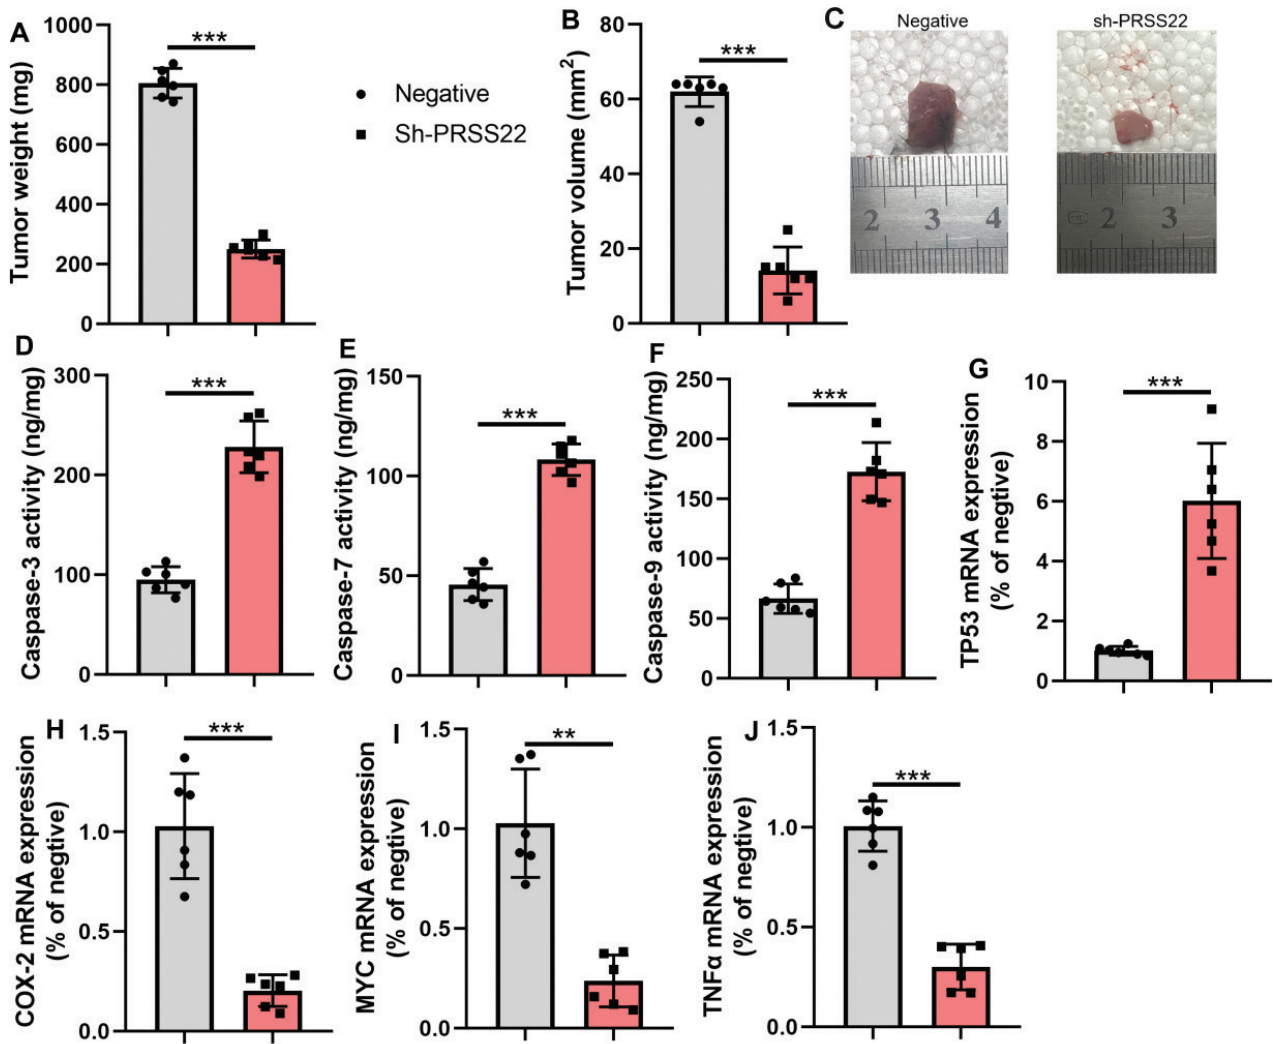 A
Tumor weight (mg)
1000
800
600
400
200
0
***
Negative
Sh-PRSS22
B
Tumor volume (mm²)
80
60
40
20
0
***
C
Negative
sh-PRSS22
2 3 4
2 3
D
Caspase-3 activity (ng/mg)
300
200
100
0
***
E
Caspase-7 activity (ng/mg)
150
100
50
0
***
F
Caspase-9 activity (ng/mg)
250
200
150
100
50
0
***
G
TP53 mRNA expression
(% of negtive)
10
8
6
4
2
0
***
H
COX-2 mRNA expression
(% of negtive)
1.5
1.0
0.5
0.0
***
I
MYC mRNA expression
(% of negtive)
1.5
1.0
0.5
0.0
**
J
TNFα mRNA expression
(% of negtive)
1.5
1.0
0.5
0.0
***